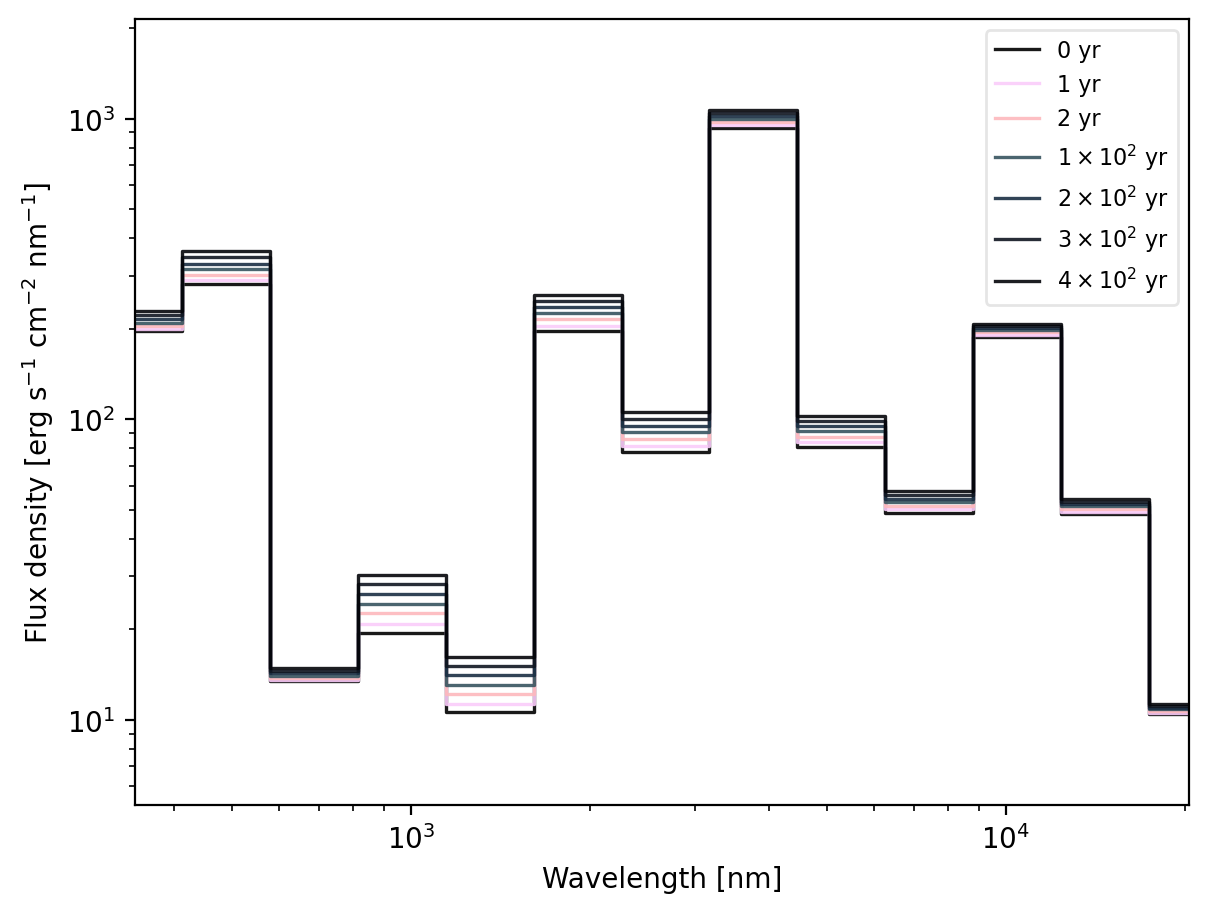 Flux density [erg s⁻¹ cm⁻² nm⁻¹]
10³
10²
10¹
0 yr
1 yr
2 yr
1 × 10² yr
2 × 10² yr
3 × 10² yr
4 × 10² yr
10³
10⁴
Wavelength [nm]